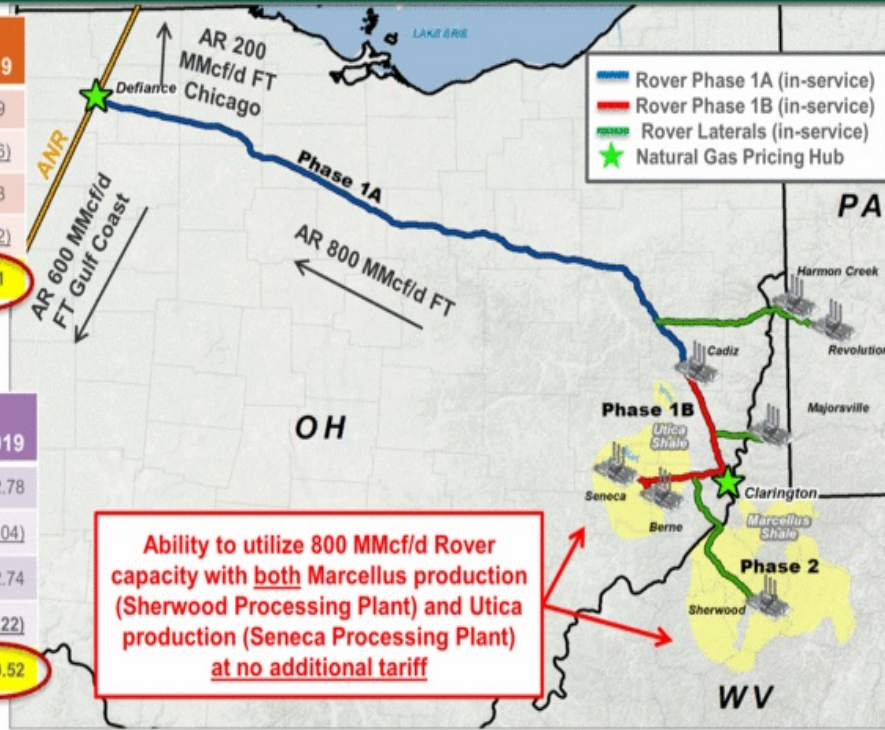 9
9
6)
3
2)
1
019
2.78
04)
2.74
22)
0.52
LAKE ERIE
AR 200
MMcf/d FT
Chicago
Defiance
ANR
AR 600 MMcf/d
FT Gulf Coast
Phase 1A
AR 800 MMcf/d FT
Rover Phase 1A (in-service)
Rover Phase 1B (in-service)
Rover Laterals (in-service)
Natural Gas Pricing Hub
PA
Harmon Creek
Revolution
Cadiz
Majorsville
Phase 1B
Utica
Shale
OH
Seneca
Berne
Clarington
Marcellus
Shale
Phase 2
Sherwood
WV
Ability to utilize 800 MMcf/d Rover
capacity with both Marcellus production
(Sherwood Processing Plant) and Utica
production (Seneca Processing Plant)
at no additional tariff